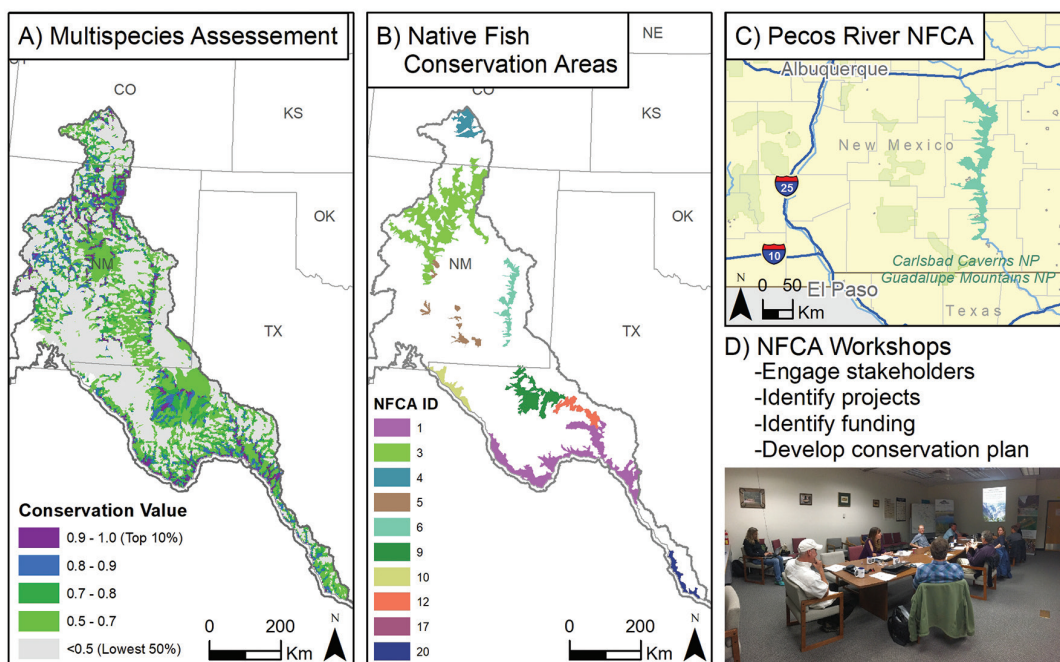 A) Multispecies Assessement
CO
KS
OK
NM
TX
Conservation Value
0.9 - 1.0 (Top 10%)
0.8 - 0.9
0.7 - 0.8
0.5 - 0.7
<0.5 (Lowest 50%)
0 200
Km
N
B) Native Fish
Conservation Areas
NE
CO
KS
OK
NM
TX
NFCA ID
1
3
4
5
6
9
10
12
17
20
0 200
Km
N
C) Pecos River NFCA
Albuquerque
New Mexico
25
10
Carlsbad Caverns NP
Guadalupe Mountains NP
El Paso
Texas
N
0 50
Km
D) NFCA Workshops
-Engage stakeholders
-Identify projects
-Identify funding
-Develop conservation plan